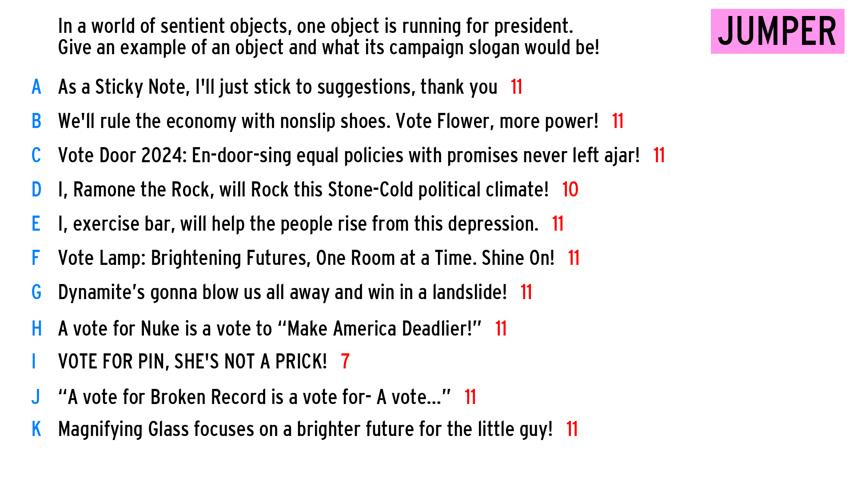 In a world of sentient objects, one object is running for president.
Give an example of an object and what its campaign slogan would be!
JUMPER
A As a Sticky Note, I'll just stick to suggestions, thank you 11
B We'll rule the economy with nonslip shoes. Vote Flower, more power! 11
C Vote Door 2024: En-door-sing equal policies with promises never left ajar! 11
D I, Ramone the Rock, will Rock this Stone-Cold political climate! 10
E I, exercise bar, will help the people rise from this depression. 11
F Vote Lamp: Brightening Futures, One Room at a Time. Shine On! 11
G Dynamite’s gonna blow us all away and win in a landslide! 11
H A vote for Nuke is a vote to “Make America Deadlier!” 11
I VOTE FOR PIN, SHE'S NOT A PRICK! 7
J “A vote for Broken Record is a vote for- A vote...” 11
K Magnifying Glass focuses on a brighter future for the little guy! 11